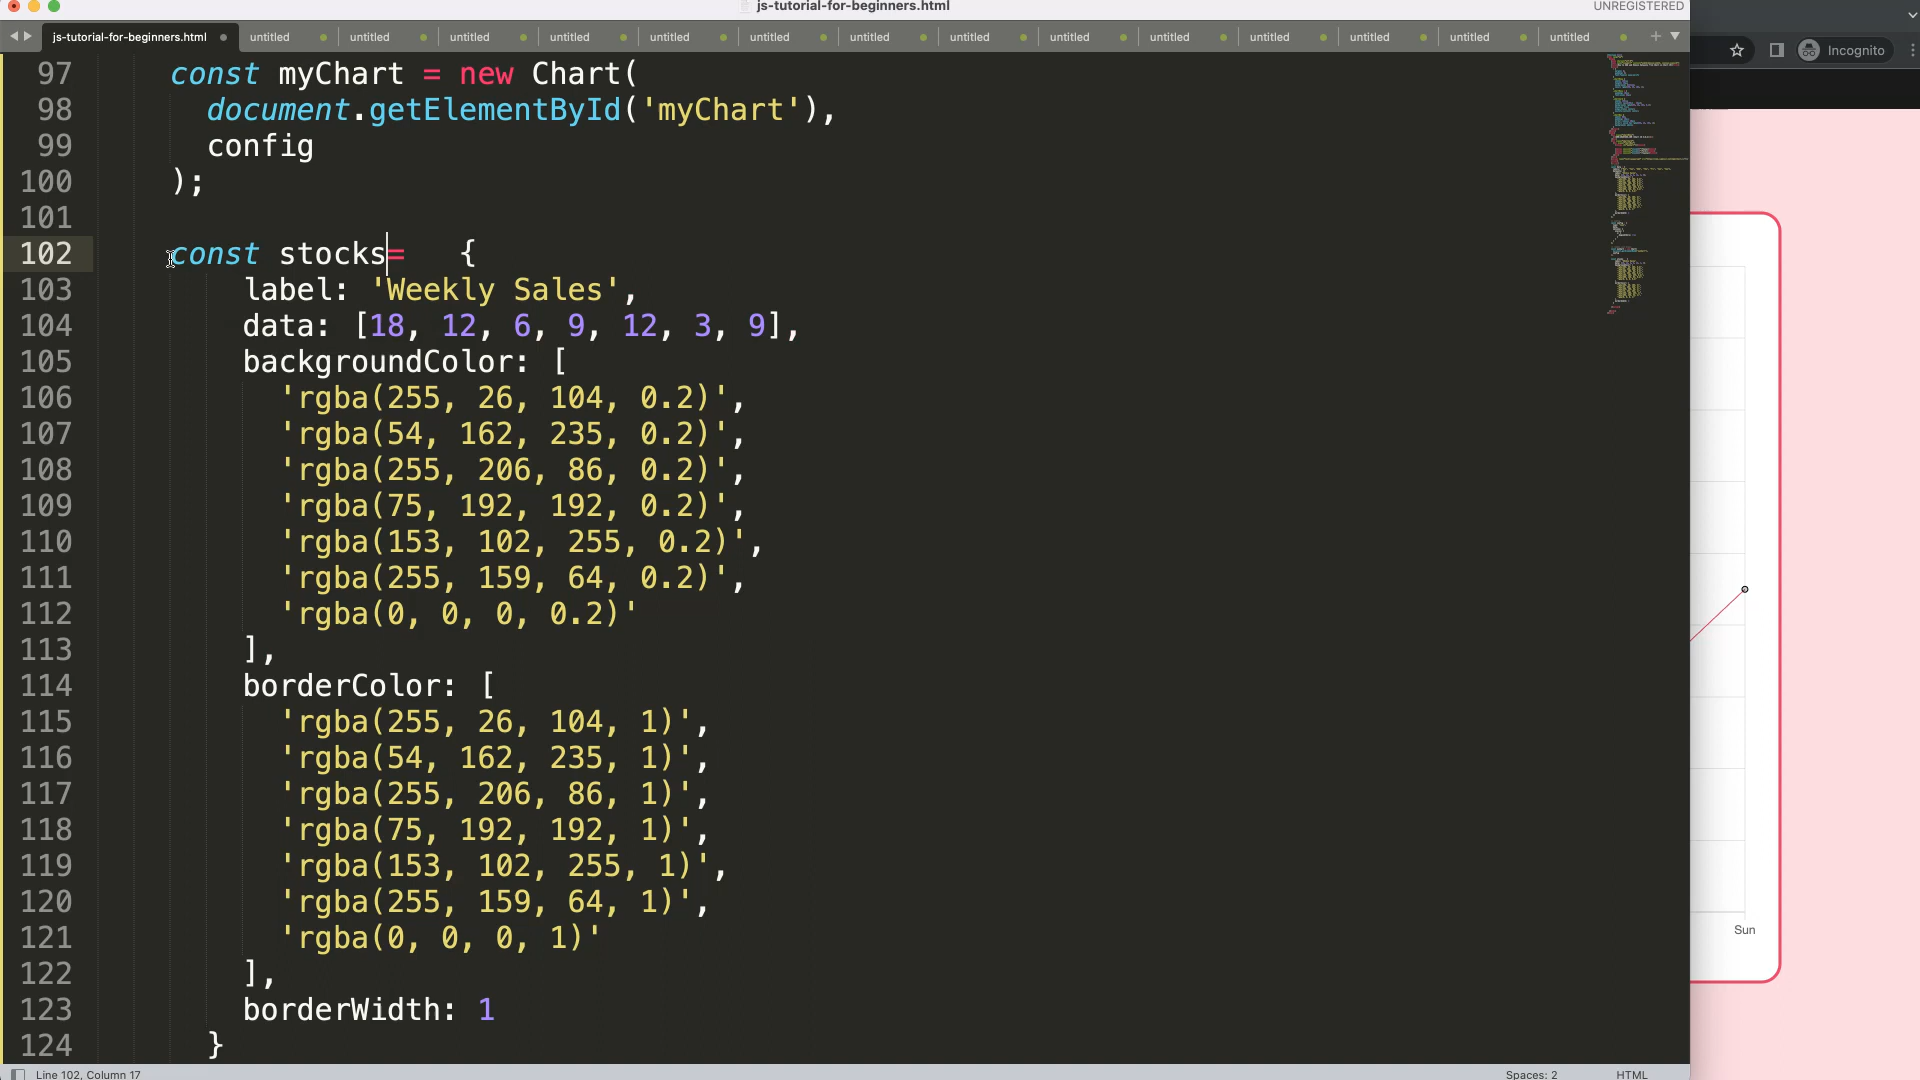 js-tutorial-for-beginners.html
UNREGISTERED
js-tutorial-for-beginners.html untitled untitled untitled untitled untitled untitled untitled untitled untitled untitled untitled untitled untitled untitled
Incognito
97 const myChart = new Chart(
98 document.getElementById('myChart'),
99 config
100 );
101
102 const stocks= {
103 label: 'Weekly Sales',
104 data: [18, 12, 6, 9, 12, 3, 9],
105 backgroundColor: [
106 'rgba(255, 26, 104, 0.2)',
107 'rgba(54, 162, 235, 0.2)',
108 'rgba(255, 206, 86, 0.2)',
109 'rgba(75, 192, 192, 0.2)',
110 'rgba(153, 102, 255, 0.2)',
111 'rgba(255, 159, 64, 0.2)',
112 'rgba(0, 0, 0, 0.2)'
113 ],
114 borderColor: [
115 'rgba(255, 26, 104, 1)',
116 'rgba(54, 162, 235, 1)',
117 'rgba(255, 206, 86, 1)',
118 'rgba(75, 192, 192, 1)',
119 'rgba(153, 102, 255, 1)',
120 'rgba(255, 159, 64, 1)',
121 'rgba(0, 0, 0, 1)'
122 ],
123 borderWidth: 1
124 }
Sun
Line 102, Column 17
Spaces: 2
HTML